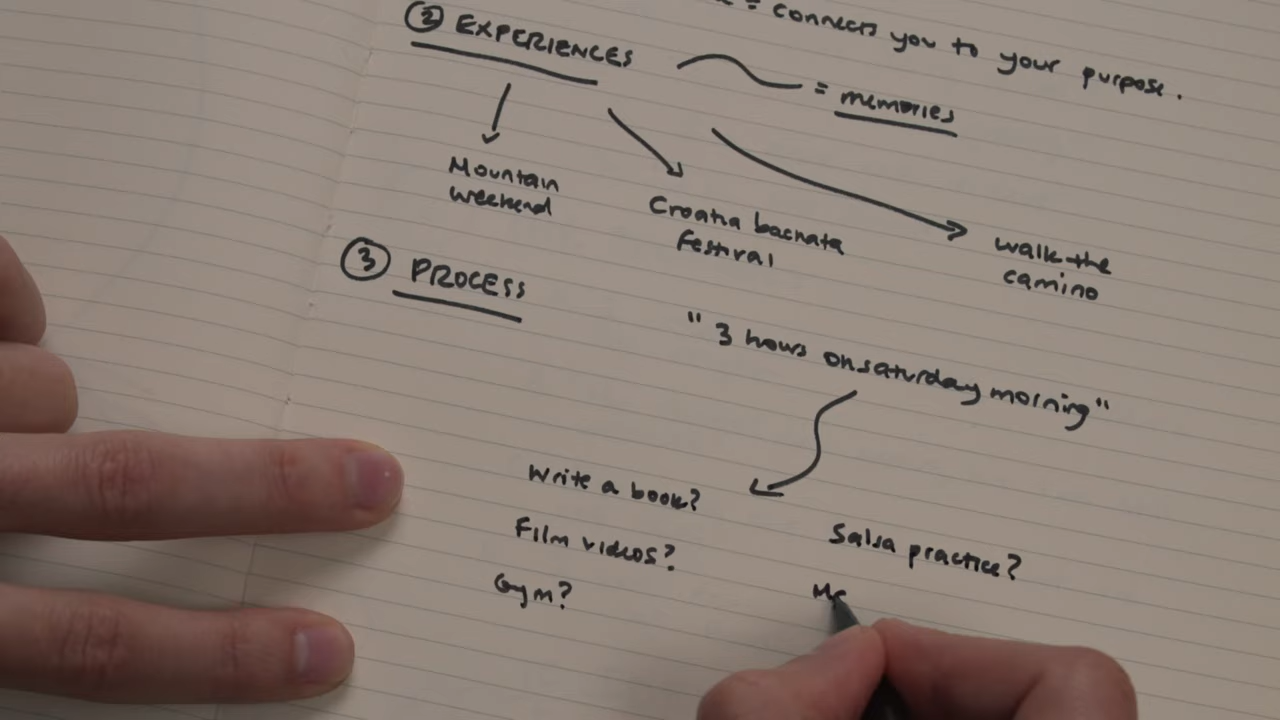 = connects you to your purpose.
② EXPERIENCES
= memories
Mountain
weekend
Croatia bachata
festival
walk the
camino
③ PROCESS
" 3 hours on saturday morning"
Write a book?
Film videos?
Gym?
Salsa practice?